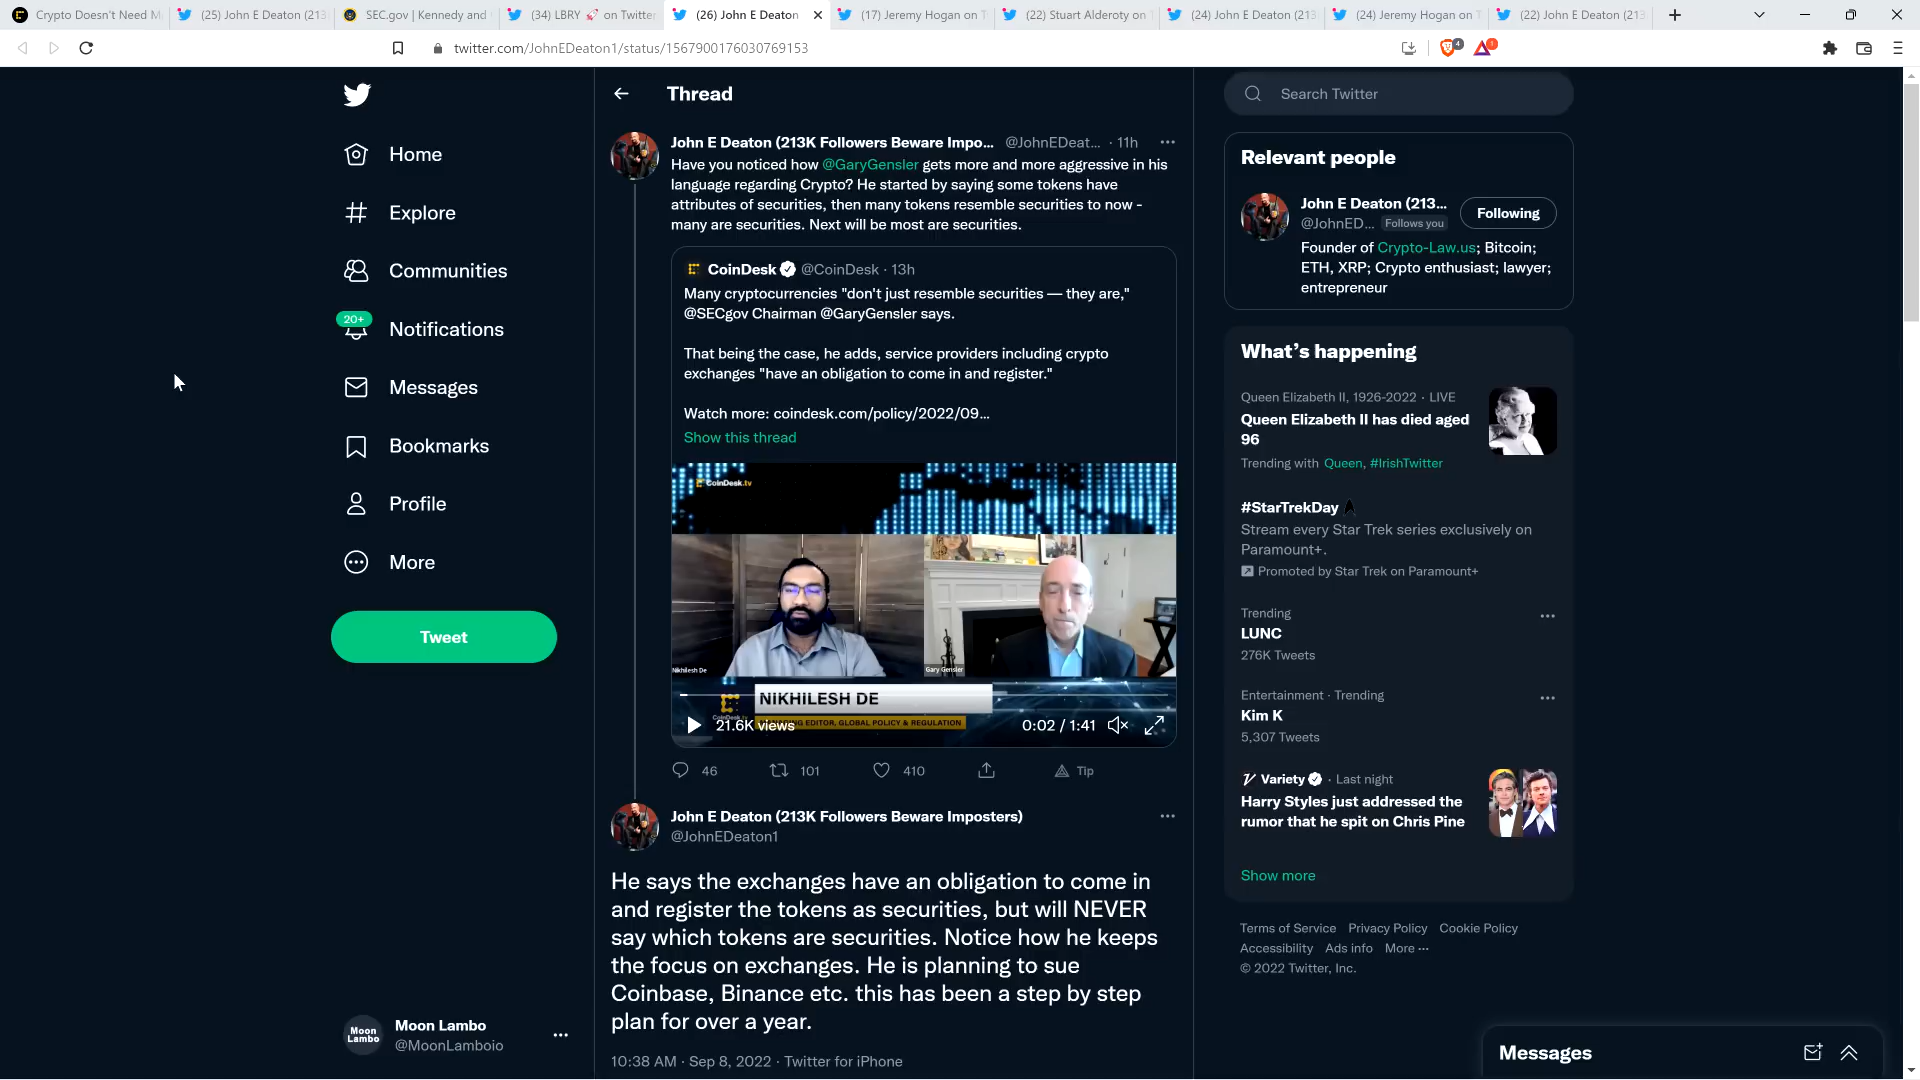 Crypto Doesn't Need M
(25) John E Deaton (213
SEC.gov | Kennedy and
(34) LBRY 🚀 on Twitter
(26) John E Deaton
(17) Jeremy Hogan on T
(22) Stuart Alderoty on
(24) John E Deaton (213
(24) Jeremy Hogan on T
(22) John E Deaton (213
twitter.com/JohnEDeaton1/status/1567900176030769153
4
1
Home
Explore
Communities
20+
Notifications
Messages
Bookmarks
Profile
More
Tweet
Moon Lambo
Moon Lambo
@MoonLamboio
Thread
John E Deaton (213K Followers Beware Impo... @JohnEDeat... · 11h
Have you noticed how @GaryGensler gets more and more aggressive in his
language regarding Crypto? He started by saying some tokens have
attributes of securities, then many tokens resemble securities to now -
many are securities. Next will be most are securities.
CoinDesk @CoinDesk · 13h
Many cryptocurrencies "don't just resemble securities — they are,"
@SECgov Chairman @GaryGensler says.
That being the case, he adds, service providers including crypto
exchanges "have an obligation to come in and register."
Watch more: coindesk.com/policy/2022/09...
Show this thread
CoinDesk.tv
Nikhilesh De
Gary Gensler
NIKHILESH DE
EDITOR, GLOBAL POLICY & REGULATION
21.6K views
0:02 / 1:41
46
101
410
Tip
John E Deaton (213K Followers Beware Imposters)
@JohnEDeaton1
He says the exchanges have an obligation to come in
and register the tokens as securities, but will NEVER
say which tokens are securities. Notice how he keeps
the focus on exchanges. He is planning to sue
Coinbase, Binance etc. this has been a step by step
plan for over a year.
10:38 AM · Sep 8, 2022 · Twitter for iPhone
Search Twitter
Relevant people
John E Deaton (213...
@JohnED... Follows you
Following
Founder of Crypto-Law.us; Bitcoin;
ETH, XRP; Crypto enthusiast; lawyer;
entrepreneur
What's happening
Queen Elizabeth II, 1926-2022 · LIVE
Queen Elizabeth II has died aged
96
Trending with Queen, #IrishTwitter
#StarTrekDay
Stream every Star Trek series exclusively on
Paramount+.
Promoted by Star Trek on Paramount+
Trending
LUNC
276K Tweets
Entertainment · Trending
Kim K
5,307 Tweets
Variety · Last night
Harry Styles just addressed the
rumor that he spit on Chris Pine
Show more
Terms of Service Privacy Policy Cookie Policy
Accessibility Ads info More ···
© 2022 Twitter, Inc.
Messages